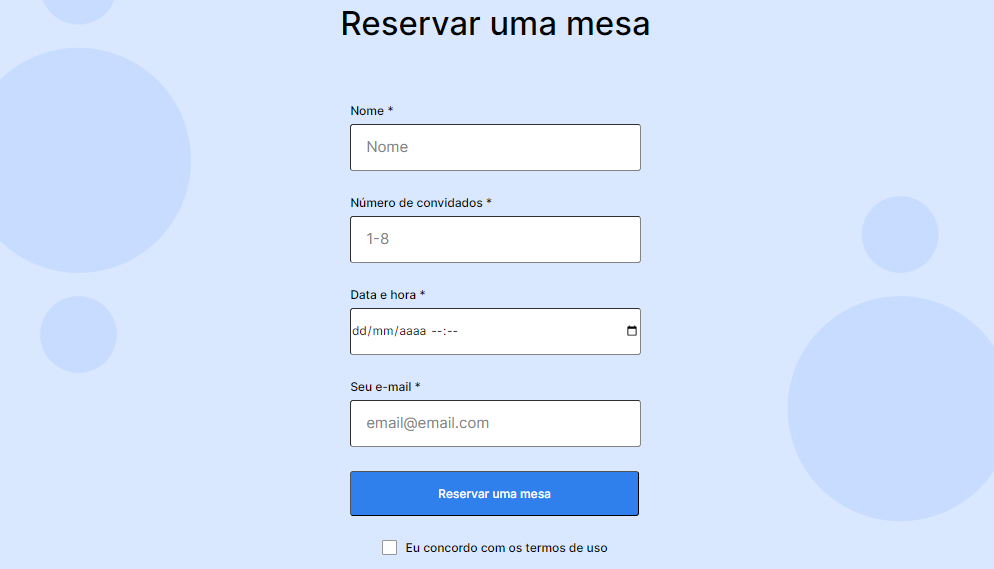 Reservar uma mesa
Nome *
Nome
Número de convidados *
1-8
Data e hora *
dd/mm/aaaa --:--
Seu e-mail *
email@email.com
Reservar uma mesa
Eu concordo com os termos de uso